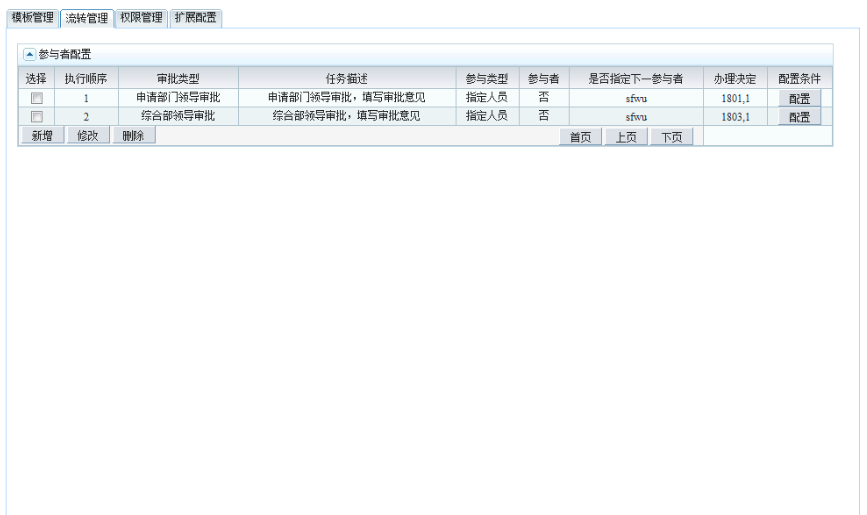 模板管理 流转管理 权限管理 扩展配置
参与者配置
选择 执行顺序 审批类型 任务描述 参与类型 参与者 是否指定下一参与者 办理决定 配置条件
1 申请部门领导审批 申请部门领导审批，填写审批意见 指定人员 否 sfwu 1801,1 配置
2 综合部领导审批 综合部领导审批，填写审批意见 指定人员 否 sfwu 1803,1 配置
新增 修改 删除 首页 上页 下页